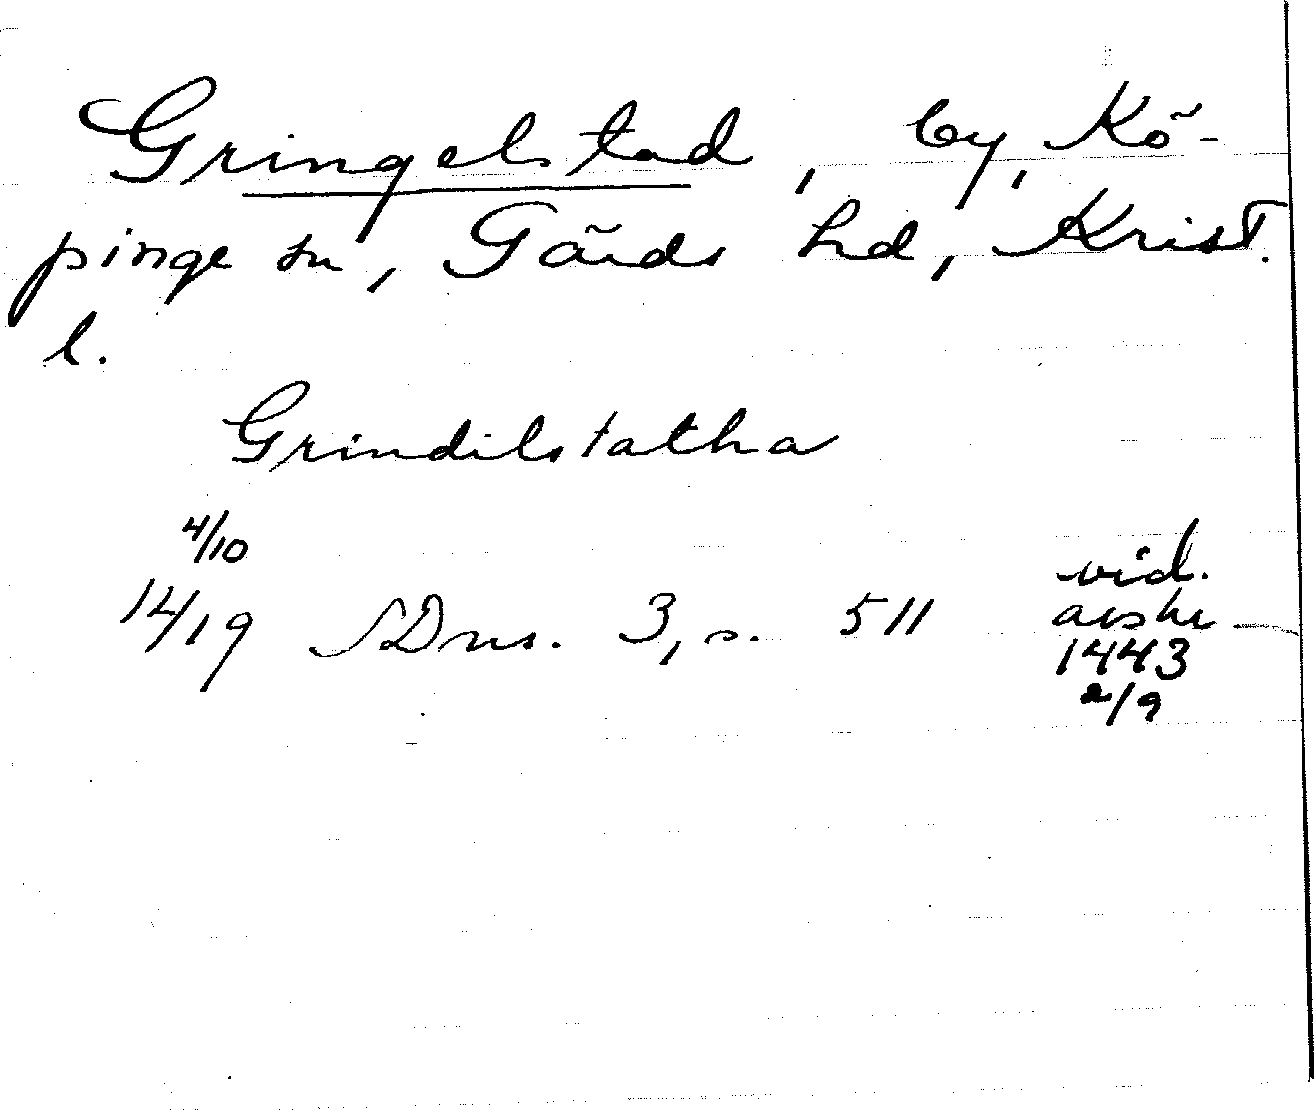 Gringelstad, by, Kö-
pinge sn, Gärds hd, Krist.
l.
Grindilstatha
4/10
14/19 SDns. 3, s. 511 vid.
avskr
1443
2/9